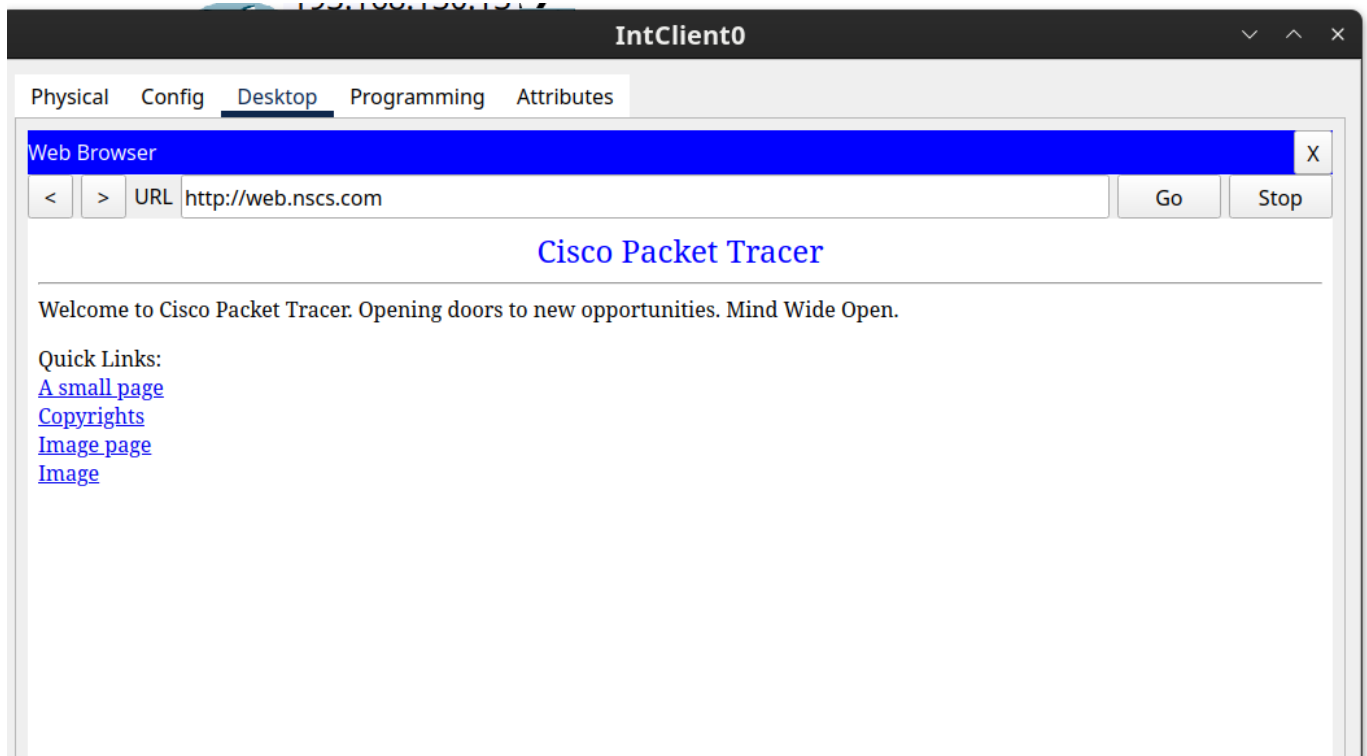 IntClient0
Physical Config Desktop Programming Attributes
Web Browser X
< > URL http://web.nscs.com Go Stop
Cisco Packet Tracer
Welcome to Cisco Packet Tracer. Opening doors to new opportunities. Mind Wide Open.
Quick Links:
A small page
Copyrights
Image page
Image